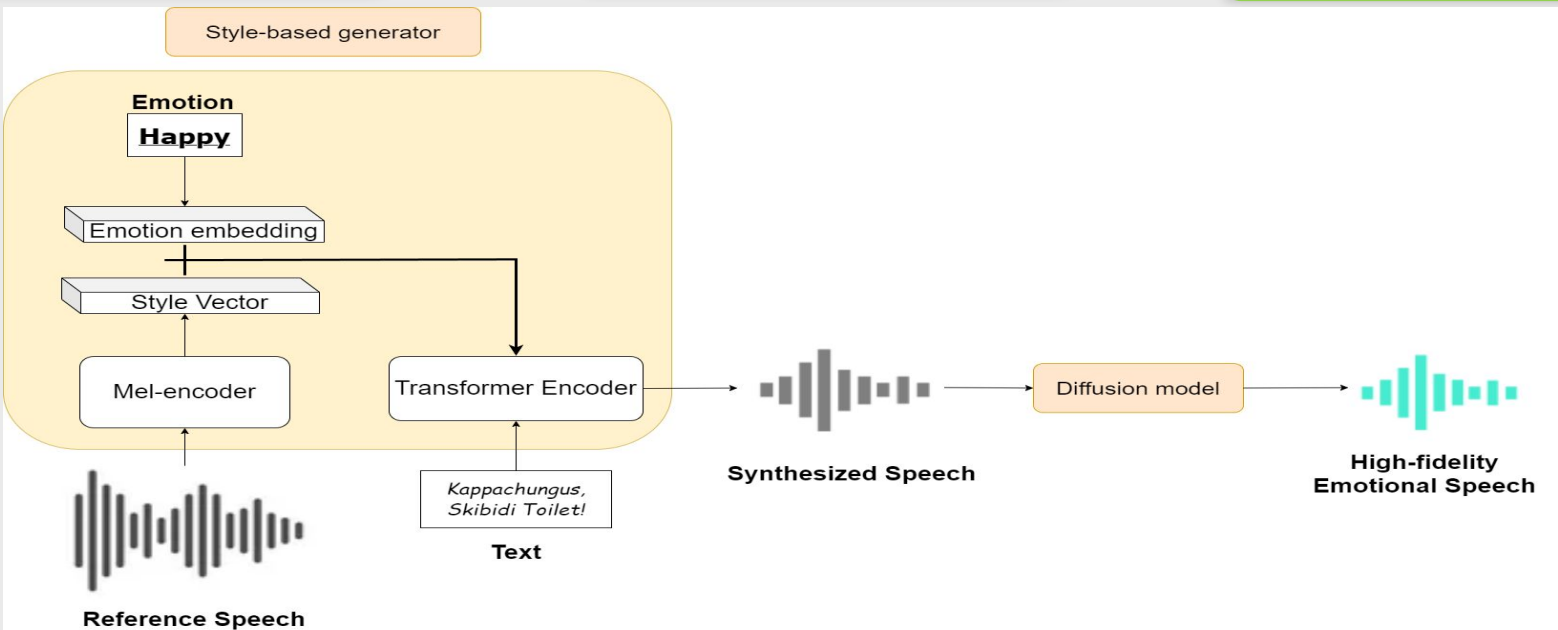 Style-based generator
Emotion
Happy
Emotion embedding
Style Vector
Mel-encoder
Transformer Encoder
Diffusion model
Kappachungus,
Skibidi Toilet!
Text
Reference Speech
Synthesized Speech
High-fidelity
Emotional Speech